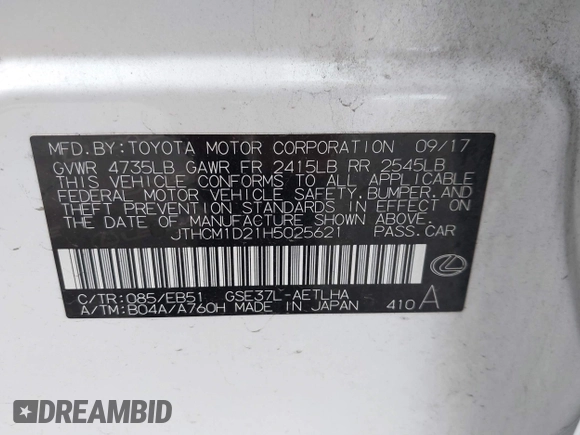 MFD.BY:TOYOTA MOTOR CORPORATION 09/17
GVWR 4735LB GAWR FR 2415LB RR 2545LB
THIS VEHICLE CONFORMS TO ALL APPLICABLE
FEDERAL MOTOR VEHICLE SAFETY,BUMPER,AND
THEFT PREVENTION STANDARDS IN EFFECT ON
THE DATE OF MANUFACTURE SHOWN ABOVE.
JTHCM1D21H5025621 PASS.CAR
C/TR:085/EB51 GSE37L-AETLHA
A/TM:B04A/A760H MADE IN JAPAN 410 A
DREAMBID